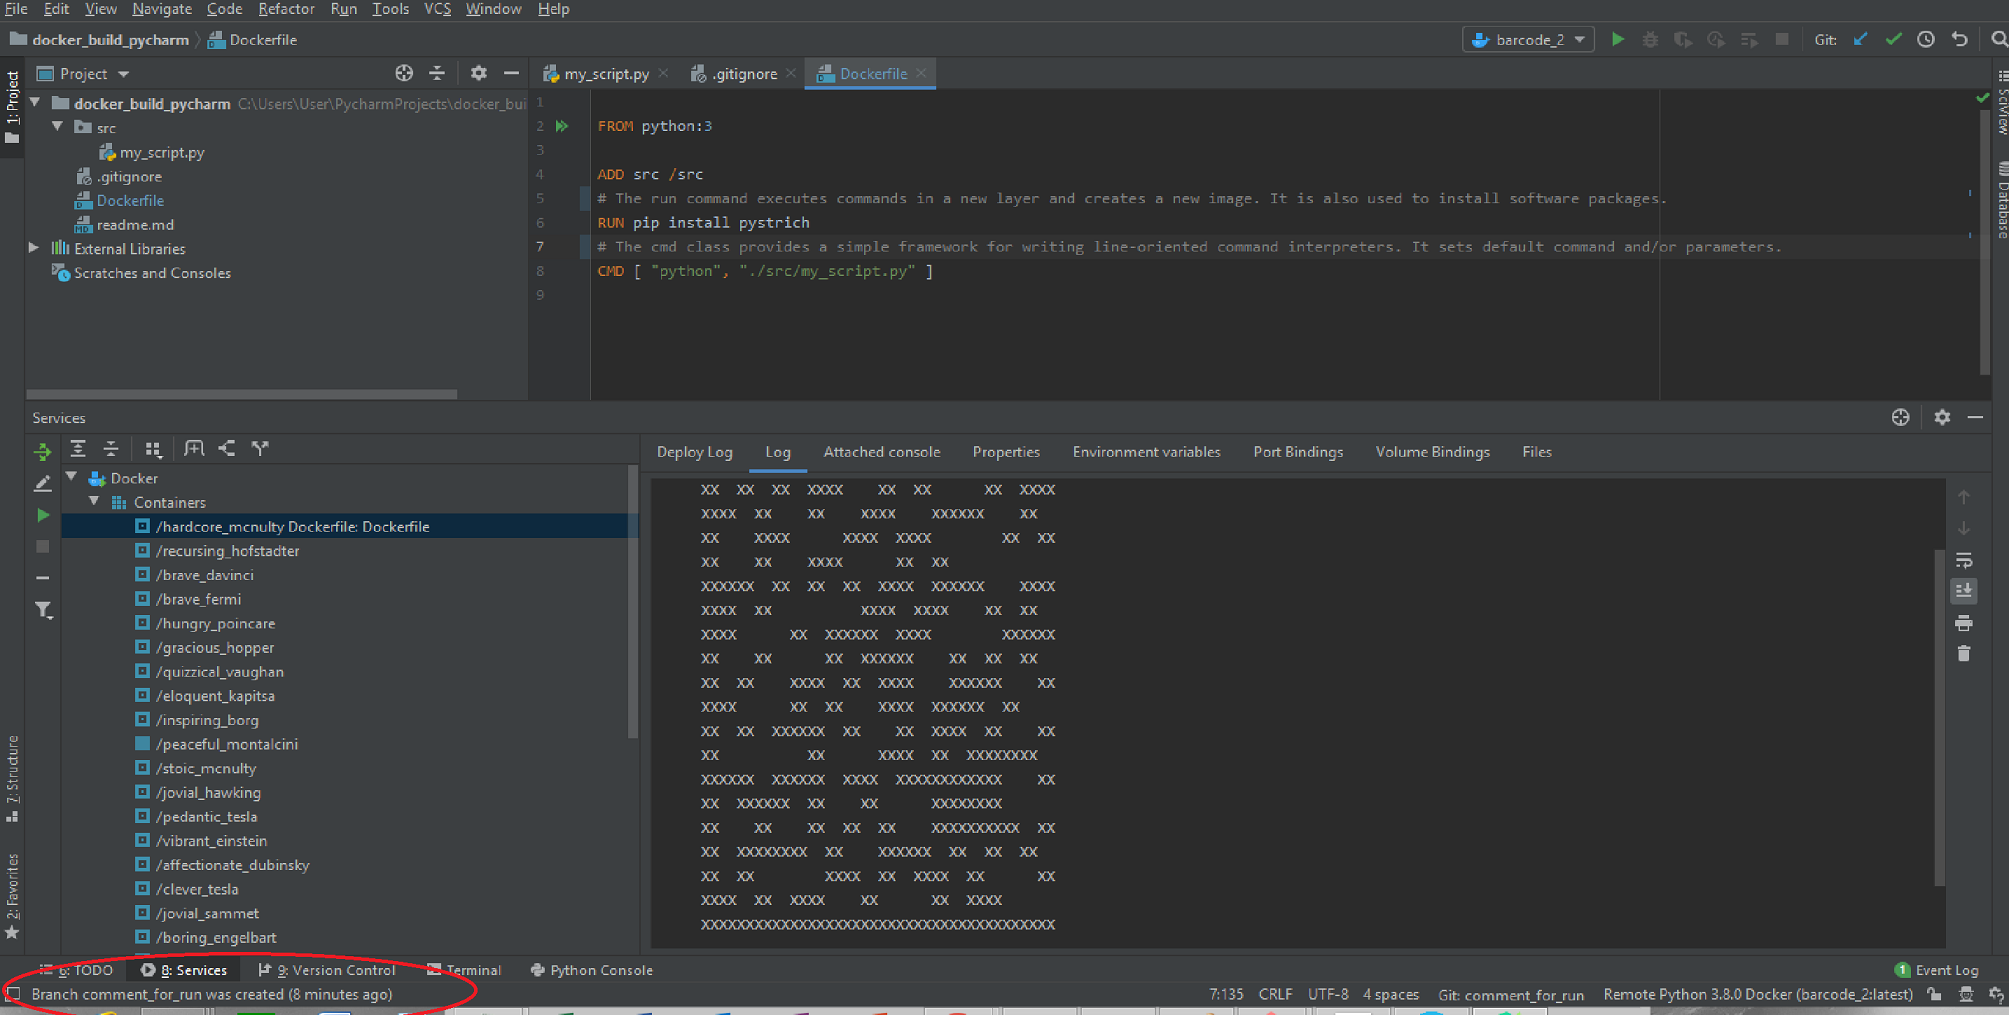 File Edit View Navigate Code Refactor Run Tools VCS Window Help
docker_build_pycharm Dockerfile barcode_2 Git:
1: Project
Project
my_script.py .gitignore Dockerfile
docker_build_pycharm C:\Users\User\PycharmProjects\docker_bui
src
my_script.py
.gitignore
Dockerfile
readme.md
External Libraries
Scratches and Consoles
1
2 FROM python:3
3
4 ADD src /src
5 # The run command executes commands in a new layer and creates a new image. It is also used to install software packages.
6 RUN pip install pystrich
7 # The cmd class provides a simple framework for writing line-oriented command interpreters. It sets default command and/or parameters.
8 CMD [ "python", "./src/my_script.py" ]
9
SciView
Database
Services
Docker
Containers
/hardcore_mcnulty Dockerfile: Dockerfile
/recursing_hofstadter
/brave_davinci
/brave_fermi
/hungry_poincare
/gracious_hopper
/quizzical_vaughan
/eloquent_kapitsa
/inspiring_borg
/peaceful_montalcini
/stoic_mcnulty
/jovial_hawking
/pedantic_tesla
/vibrant_einstein
/affectionate_dubinsky
/clever_tesla
/jovial_sammet
/boring_engelbart
Deploy Log Log Attached console Properties Environment variables Port Bindings Volume Bindings Files
XX XX XX XXXX XX XX XX XXXX
XXXX XX XX XXXX XXXXXX XX
XX XXXX XXXX XXXX XX XX
XX XX XXXX XX XX
XXXXXX XX XX XX XXXX XXXXXX XXXX
XXXX XX XXXX XXXX XX XX
XXXX XX XXXXXX XXXX XXXXXX
XX XX XX XXXXXX XX XX XX
XX XX XXXX XX XXXX XXXXXX XX
XXXX XX XX XXXX XXXXXX XX
XX XX XXXXXX XX XX XXXX XX XX
XX XX XXXX XX XXXXXXXX
XXXXXX XXXXXX XXXX XXXXXXXXXXXX XX
XX XXXXXX XX XX XXXXXXXX
XX XX XX XX XX XXXXXXXXXX XX
XX XXXXXXXX XX XXXXXX XX XX XX
XX XX XXXX XX XXXX XX XX
XXXX XX XXXX XX XX XXXX
XXXXXXXXXXXXXXXXXXXXXXXXXXXXXXXXXXXXXXXX
7: Structure
2: Favorites
6: TODO 8: Services 9: Version Control Terminal Python Console 1 Event Log
Branch comment_for_run was created (8 minutes ago) 7:135 CRLF UTF-8 4 spaces Git: comment_for_run Remote Python 3.8.0 Docker (barcode_2:latest)